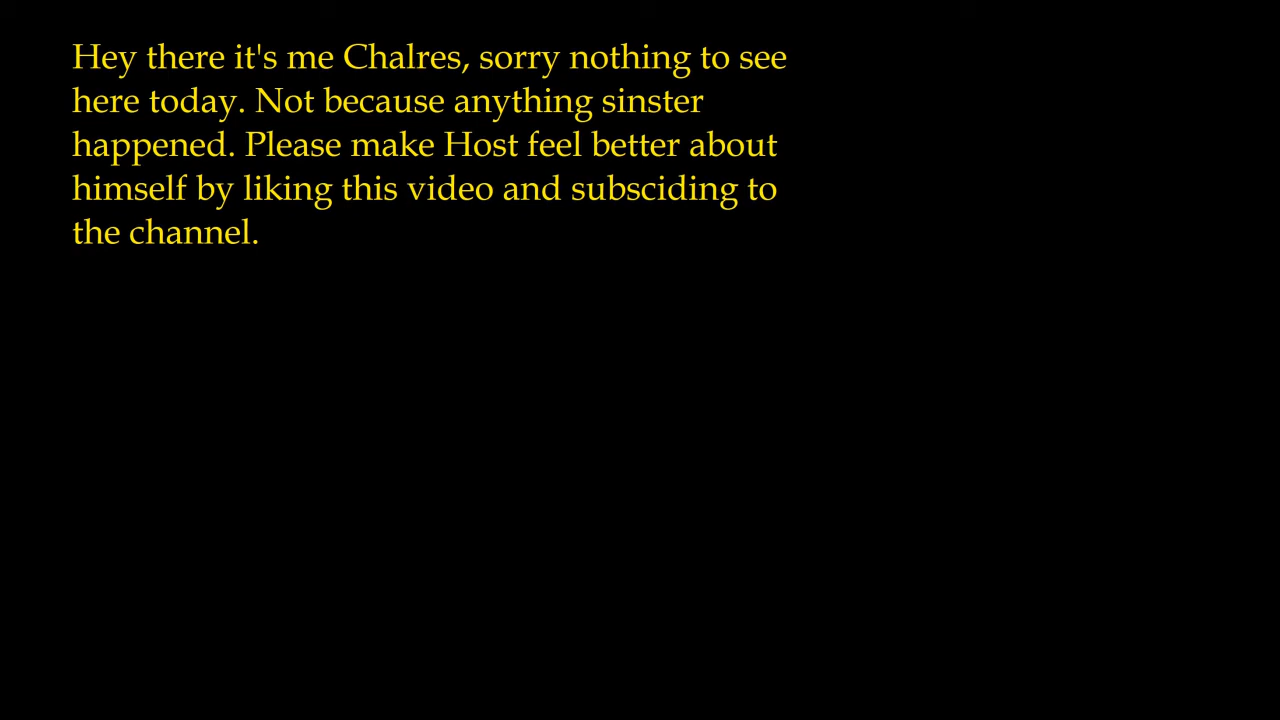 Hey there it's me Chalres, sorry nothing to see
here today. Not because anything sinster
happened. Please make Host feel better about
himself by liking this video and subsciding to
the channel.